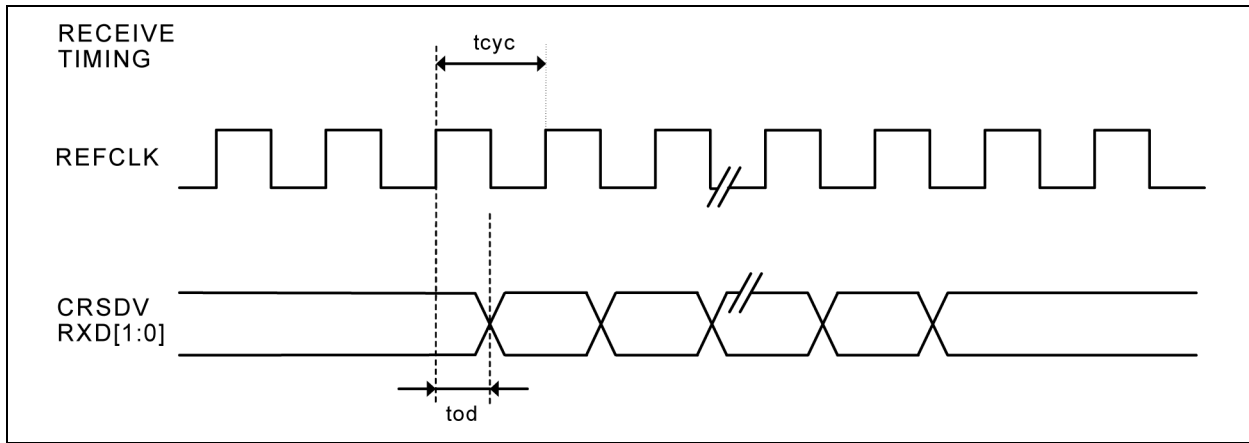 RECEIVE
TIMING
tcyc
REFCLK
CRSDV
RXD[1:0]
tod